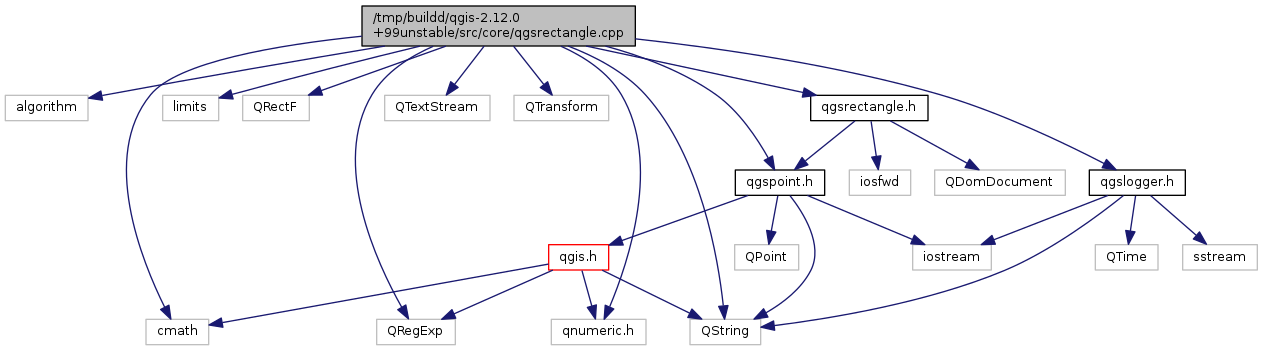 /tmp/buildd/qgis-2.12.0
+99unstable/src/core/qgsrectangle.cpp
algorithm
limits
QRectF
QTextStream
QTransform
qgsrectangle.h
qgspoint.h
iosfwd
QDomDocument
qgslogger.h
qgis.h
QPoint
iostream
QTime
sstream
cmath
QRegExp
qnumeric.h
QString